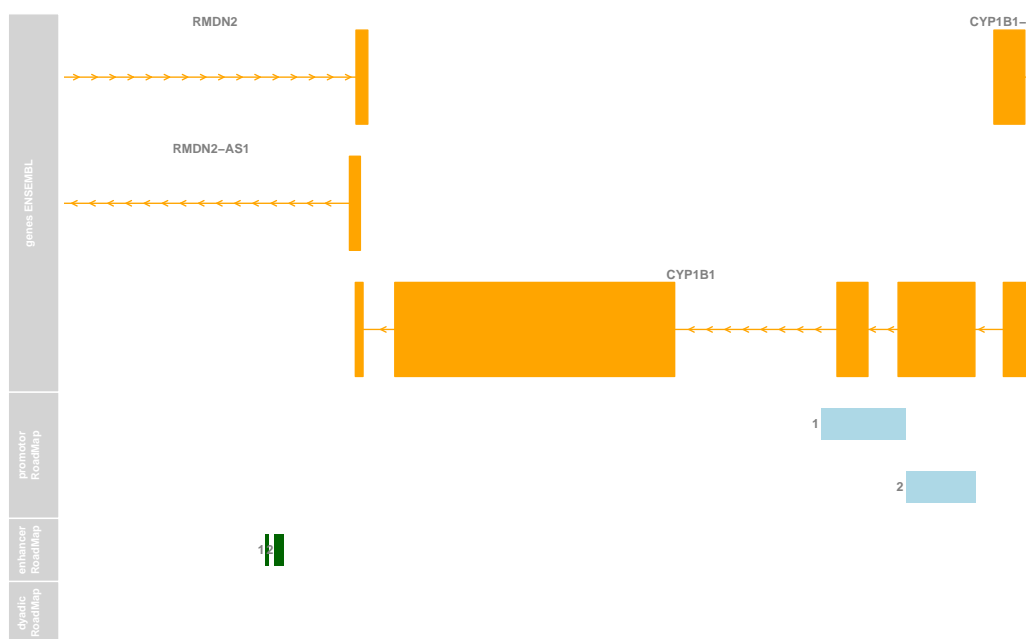 RMDN2
CYP1B1–
RMDN2–AS1
CYP1B1
genes ENSEMBL
1
promotor
RoadMap
2
enhancer
RoadMap
1
2
dyadic
RoadMap